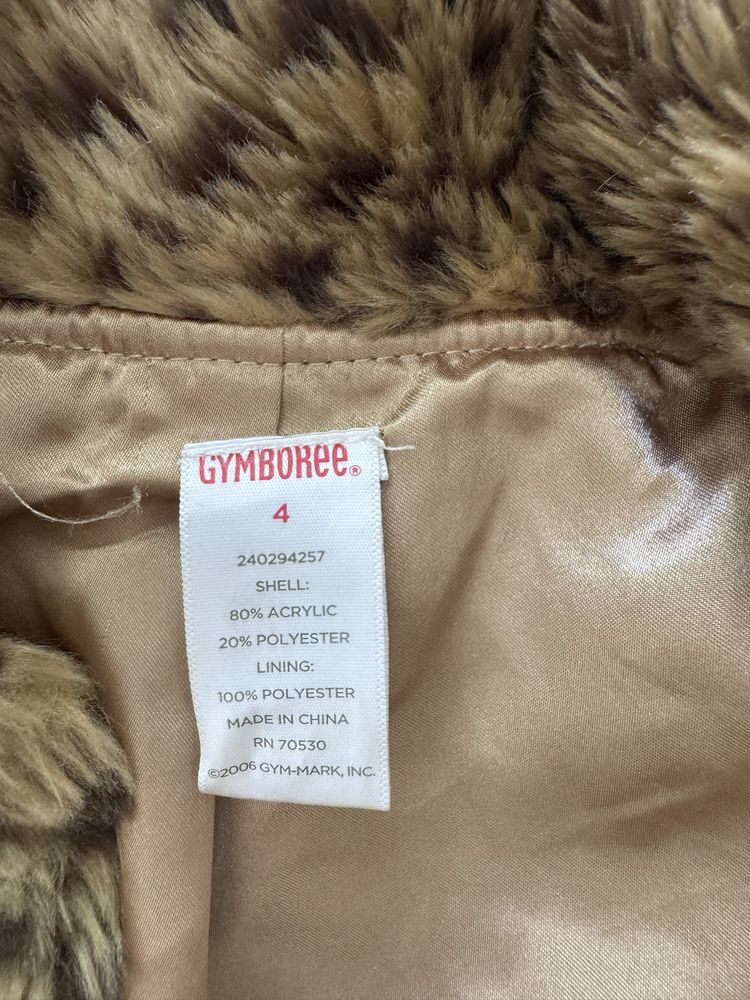 GYMBOREE®
4
240294257
SHELL:
80% ACRYLIC
20% POLYESTER
LINING:
100% POLYESTER
MADE IN CHINA
RN 70530
©2006 GYM-MARK, INC.